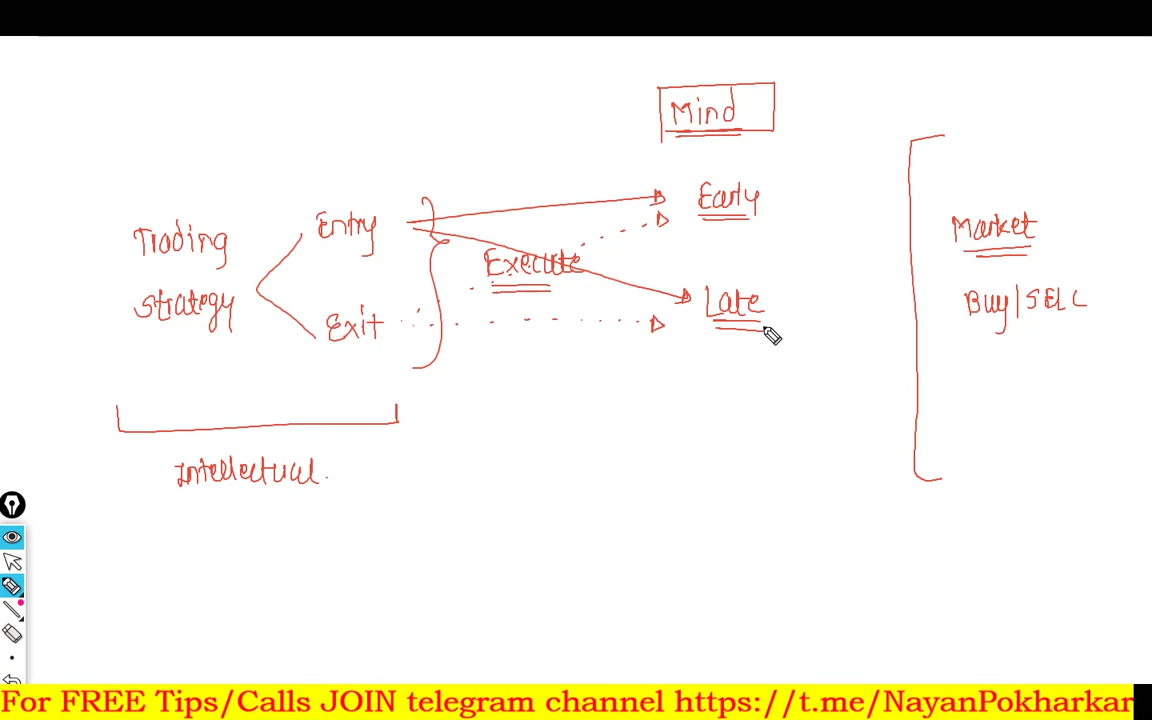 Mind
Early
Trading
Strategy
Entry
Exit
Execute
Late
Market
Buy/SELL
Intellectual.
For FREE Tips/Calls JOIN telegram channel https://t.me/NayanPokharkar